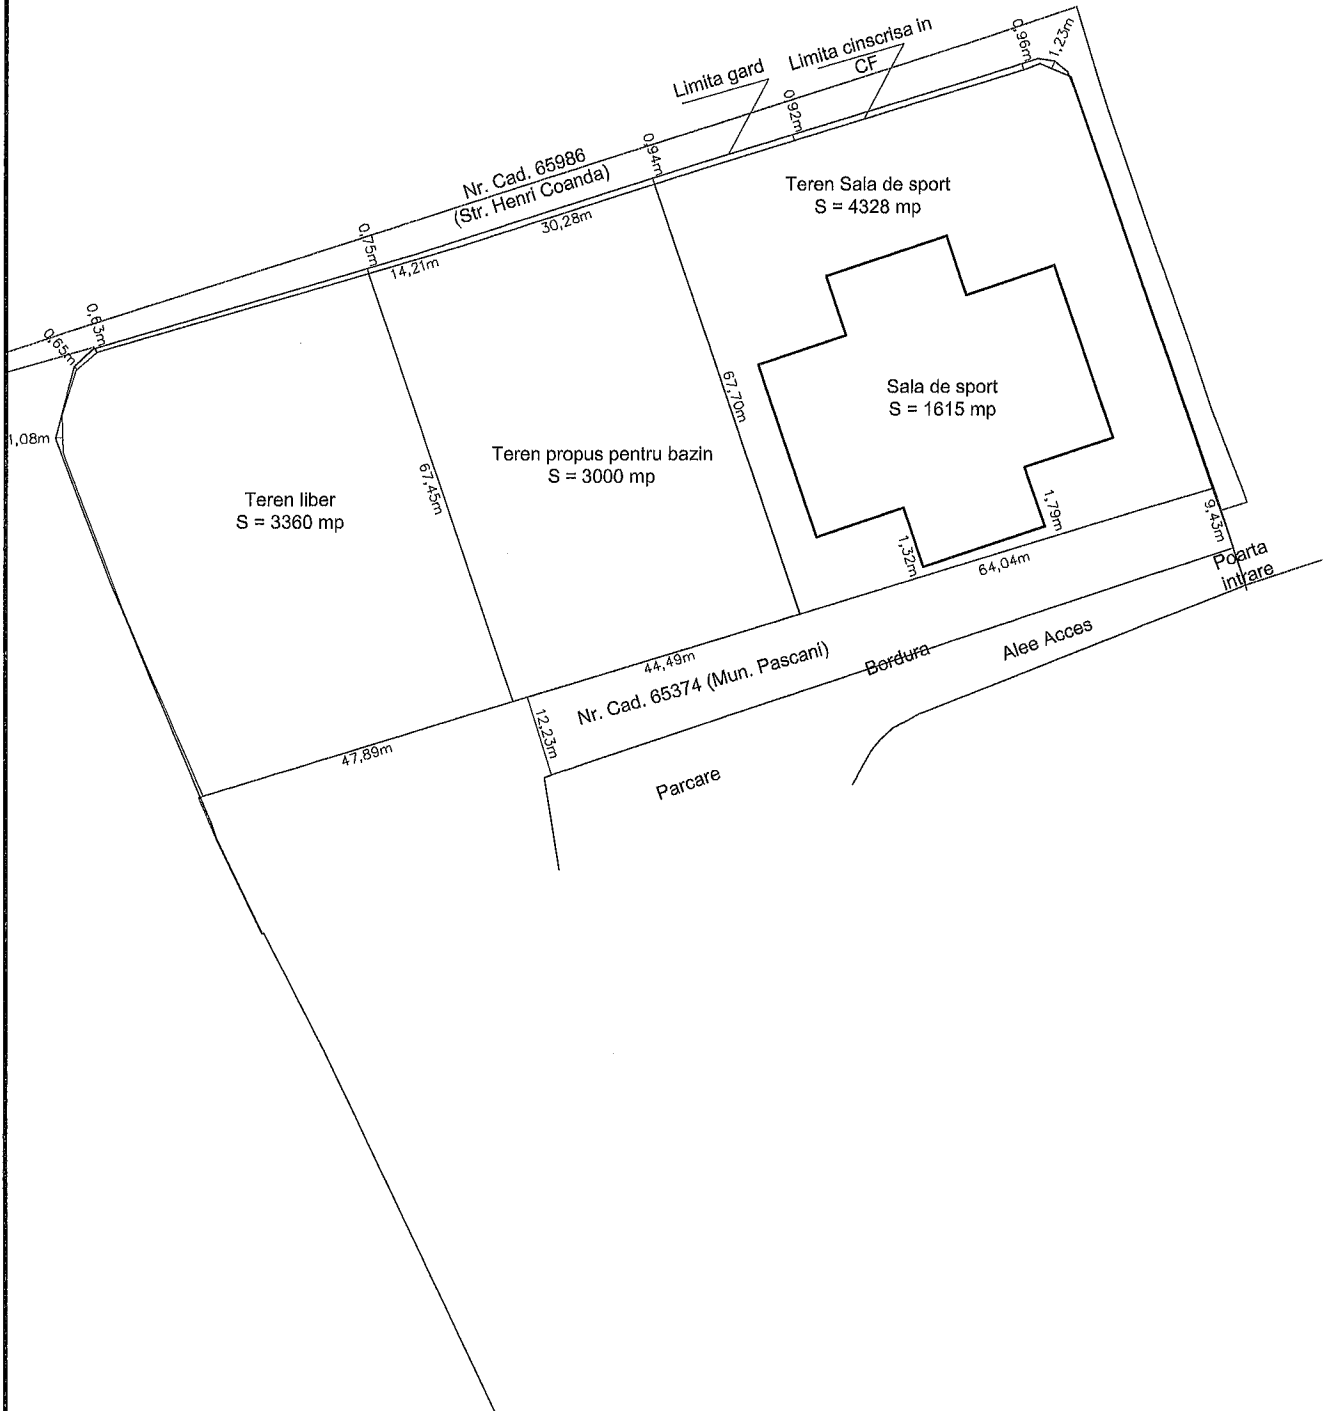 0,96m
1,23m
Limita cinscrisa in
CF
Limita gard
0,92m
0,94m
Nr. Cad. 65986
(Str. Henri Coanda)
30,28m
0,75m
14,21m
0,63m
0,65m
1,08m
Teren Sala de sport
S = 4328 mp
Sala de sport
S = 1615 mp
67,70m
Teren propus pentru bazin
S = 3000 mp
67,45m
Teren liber
S = 3360 mp
1,79m
1,32m
64,04m
9,43m
Poarta
intrare
Alee Acces
Bordura
44,49m
Nr. Cad. 65374 (Mun. Pascani)
12,23m
47,89m
Parcare